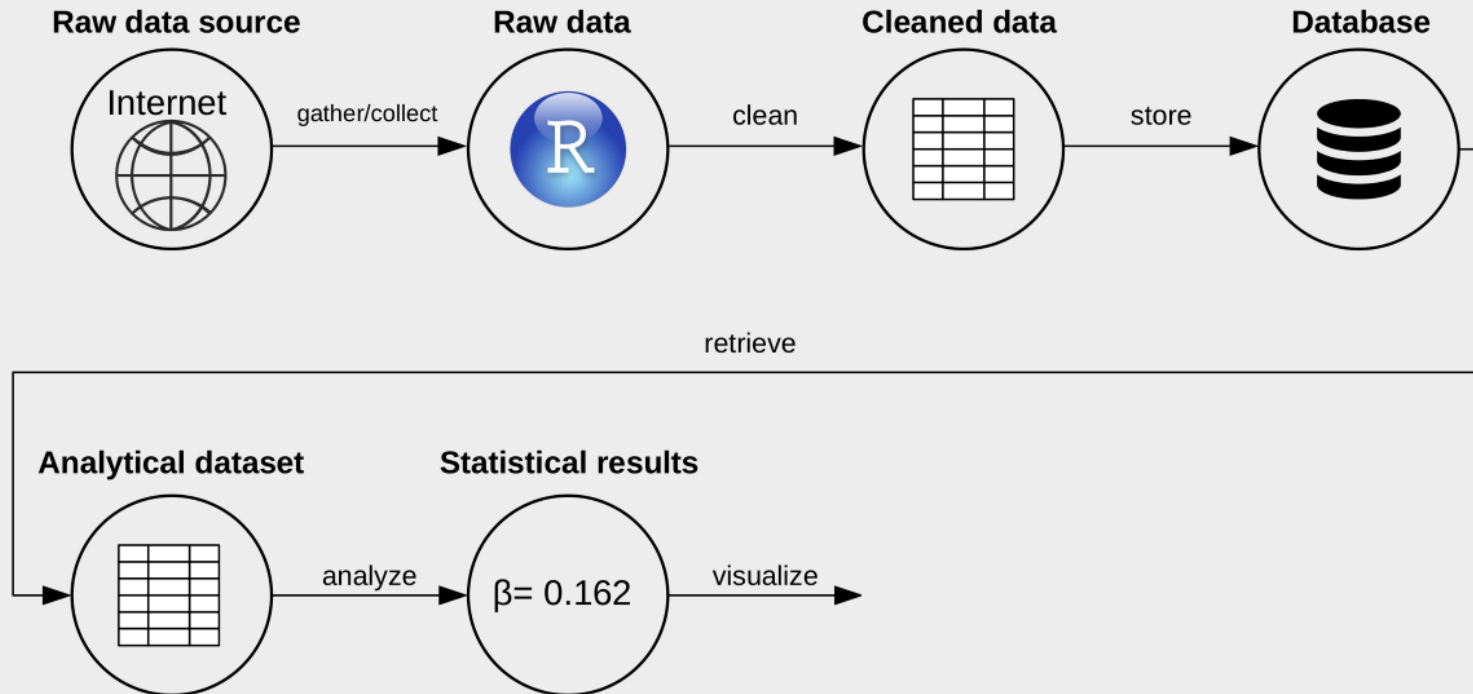 Raw data source
Raw data
Cleaned data
Database
Internet
gather/collect
R
clean
store
retrieve
Analytical dataset
Statistical results
analyze
β= 0.162
visualize